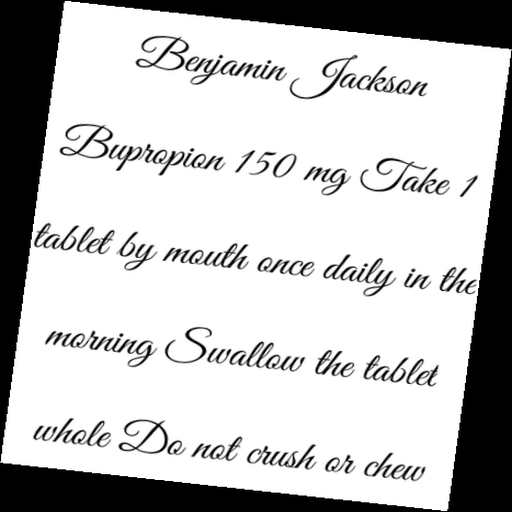 Benjamin Jackson
Bupropion 150 mg Take 1
tablet by mouth once daily in the
morning Swallow the tablet
whole Do not crush or chew